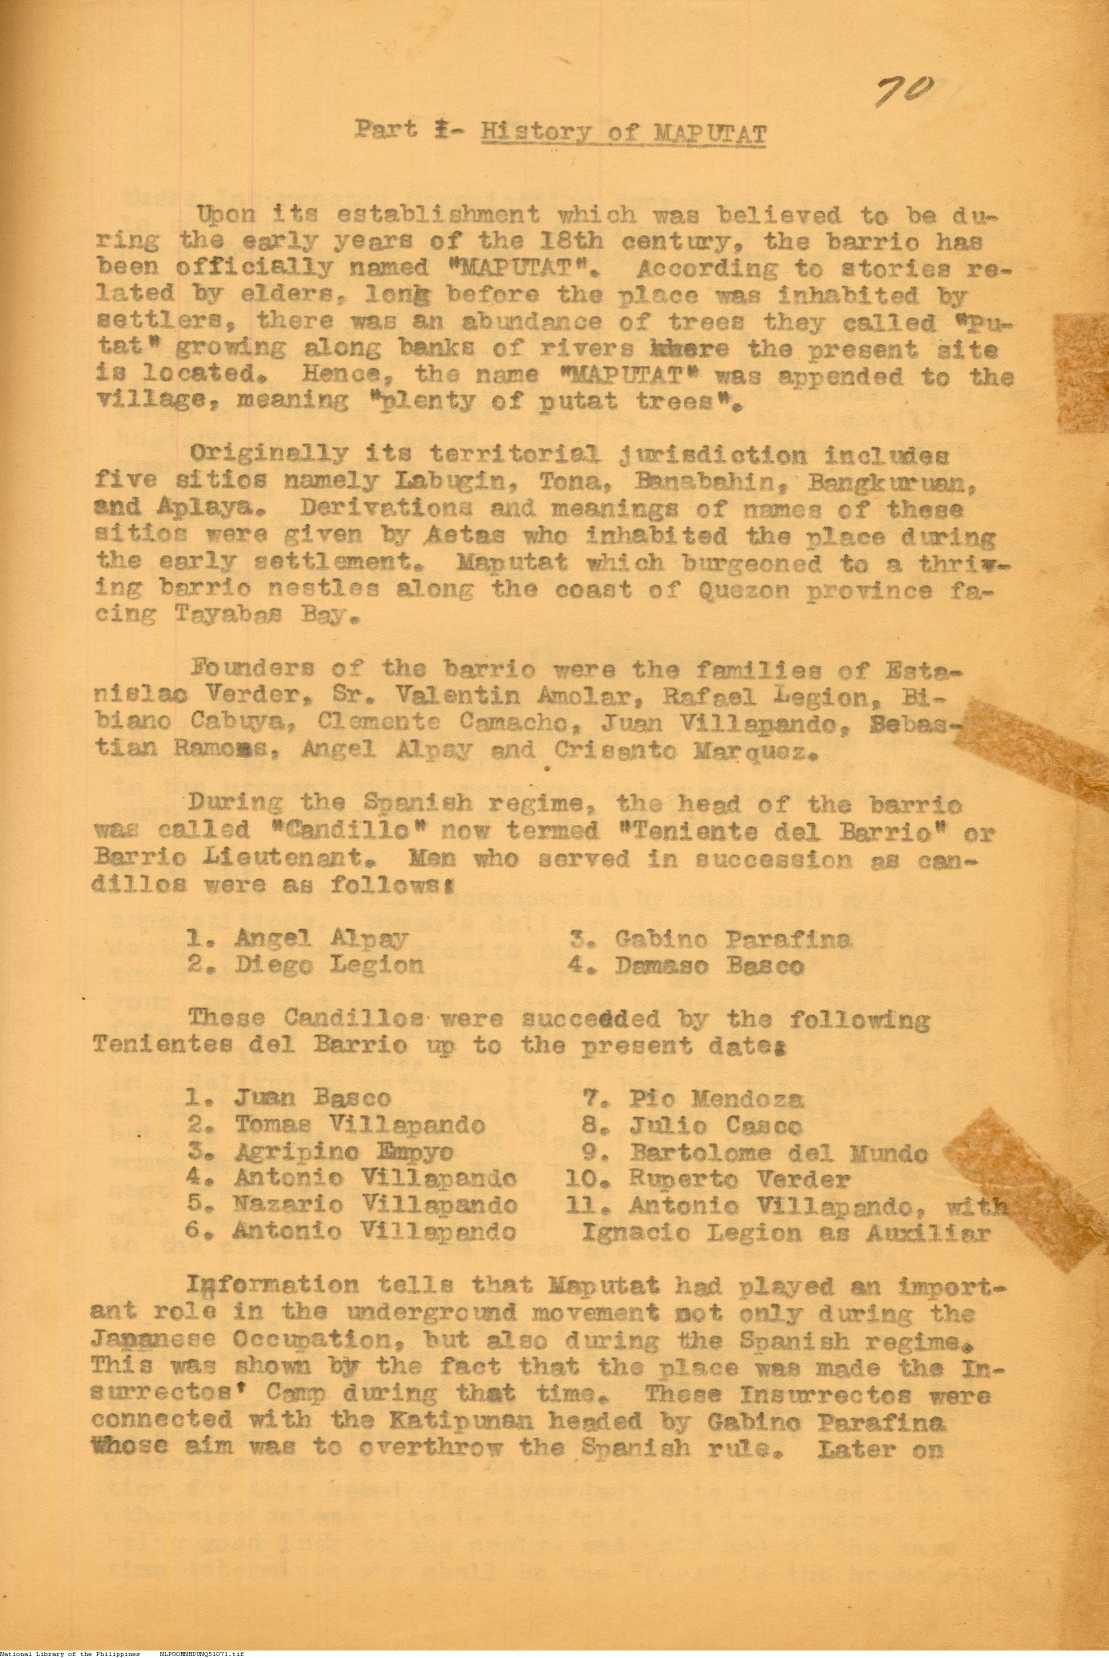 70
Part I- History of MAPUTAT
Upon its establishment which was believed to be du-
ring the early years of the 18th century, the barrio has
been officially named "MAPUTAT". According to stories re-
lated by elders, long before the place was inhabited by
settlers, there was an abundance of trees they called "Pu-
tat" growing along banks of rivers where the present site
is located. Hence, the name "MAPUTAT" was appended to the
village, meaning "plenty of putat trees".
Originally its territorial jurisdiction includes
five sitios namely Labugin, Tona, Banabahin, Bangkuruan,
and Aplaya. Derivations and meanings of names of these
sitios were given by Aetas who inhabited the place during
the early settlement. Maputat which burgeoned to a thriv-
ing barrio nestles along the coast of Quezon province fa-
cing Tayabas Bay.
Founders of the barrio were the families of Esta-
nislao Verder, Sr. Valentin Amolar, Rafael Legion, Bi-
biano Cabuya, Clemente Camacho, Juan Villapando, Sebas-
tian Ramoss, Angel Alpay and Crisanto Marquez.
During the Spanish regime, the head of the barrio
was called "Candillo" now termed "Teniente del Barrio" or
Barrio Lieutenant. Men who served in succession as can-
dillos were as follows:
1. Angel Alpay 3. Gabino Parafina
2. Diego Legion 4. Damaso Basco
These Candillos were succeeded by the following
Tenientes del Barrio up to the present date:
1. Juan Basco 7. Pio Mendoza
2. Tomas Villapando 8. Julio Casco
3. Agripino Empyo 9. Bartolome del Mundo
4. Antonio Villapando 10. Ruperto Verder
5. Nazario Villapando 11. Antonio Villapando, with
6. Antonio Villapando Ignacio Legion as Auxiliar
Information tells that Maputat had played an import-
ant role in the underground movement not only during the
Japanese Occupation, but also during the Spanish regime.
This was shown by the fact that the place was made the In-
surrectos' Camp during that time. These Insurrectos were
connected with the Katipunan headed by Gabino Parafina
Whose aim was to overthrow the Spanish rule. Later on
National Library of the Philippines NLPOOMNHDUNQ51071.tif